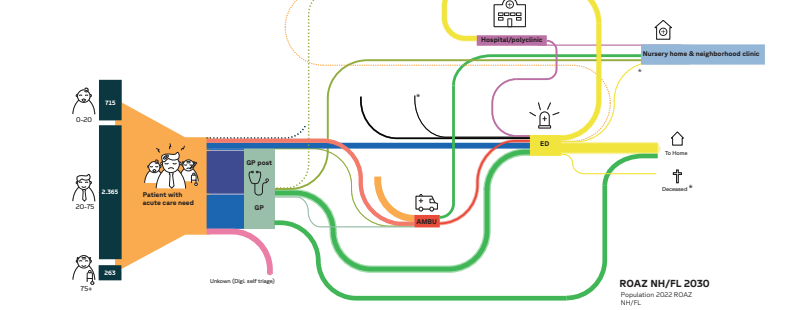 Hospital/polyclinic
Nursery home & neighborhood clinic
*
715
0-20
*
ED
To Home
GP post
2.365
20-75
Patient with
acute care need
GP
Deceased *
AMBU
263
75+
Unkown (Digi. self triage)
ROAZ NH/FL 2030
Population 2022 ROAZ
NH/FL